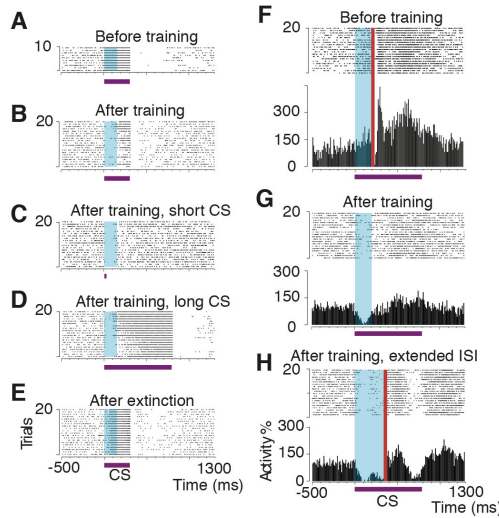 A
Before training
10
B
After training
20
C
After training, short CS
20
D
After training, long CS
20
E
After extinction
20
Trials
-500
CS
1300
Time (ms)
F
Before training
20
300
150
0
G
After training
20
300
150
0
H
After training, extended ISI
20
300
150
0
Activity%
-500
CS
1300
Time (ms)